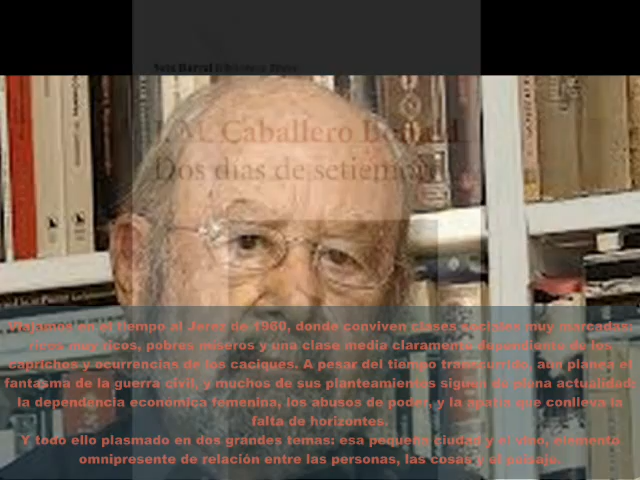 Seix Barral Biblioteca Breve
J. M. Caballero Bonald
Dos días de setiembre
Viajamos en el tiempo al Jerez de 1960, donde conviven clases sociales muy marcadas:
ricos muy ricos, pobres míseros y una clase media claramente dependiente de los
caprichos y ocurrencias de los caciques. A pesar del tiempo transcurrido, aún planea el
fantasma de la guerra civil, y muchos de sus planteamientos siguen de plena actualidad:
la dependencia económica femenina, los abusos de poder, y la apatía que conlleva la
falta de horizontes.
Y todo ello plasmado en dos grandes temas: esa pequeña ciudad y el vino, elemento
omnipresente de relación entre las personas, las cosas y el paisaje.